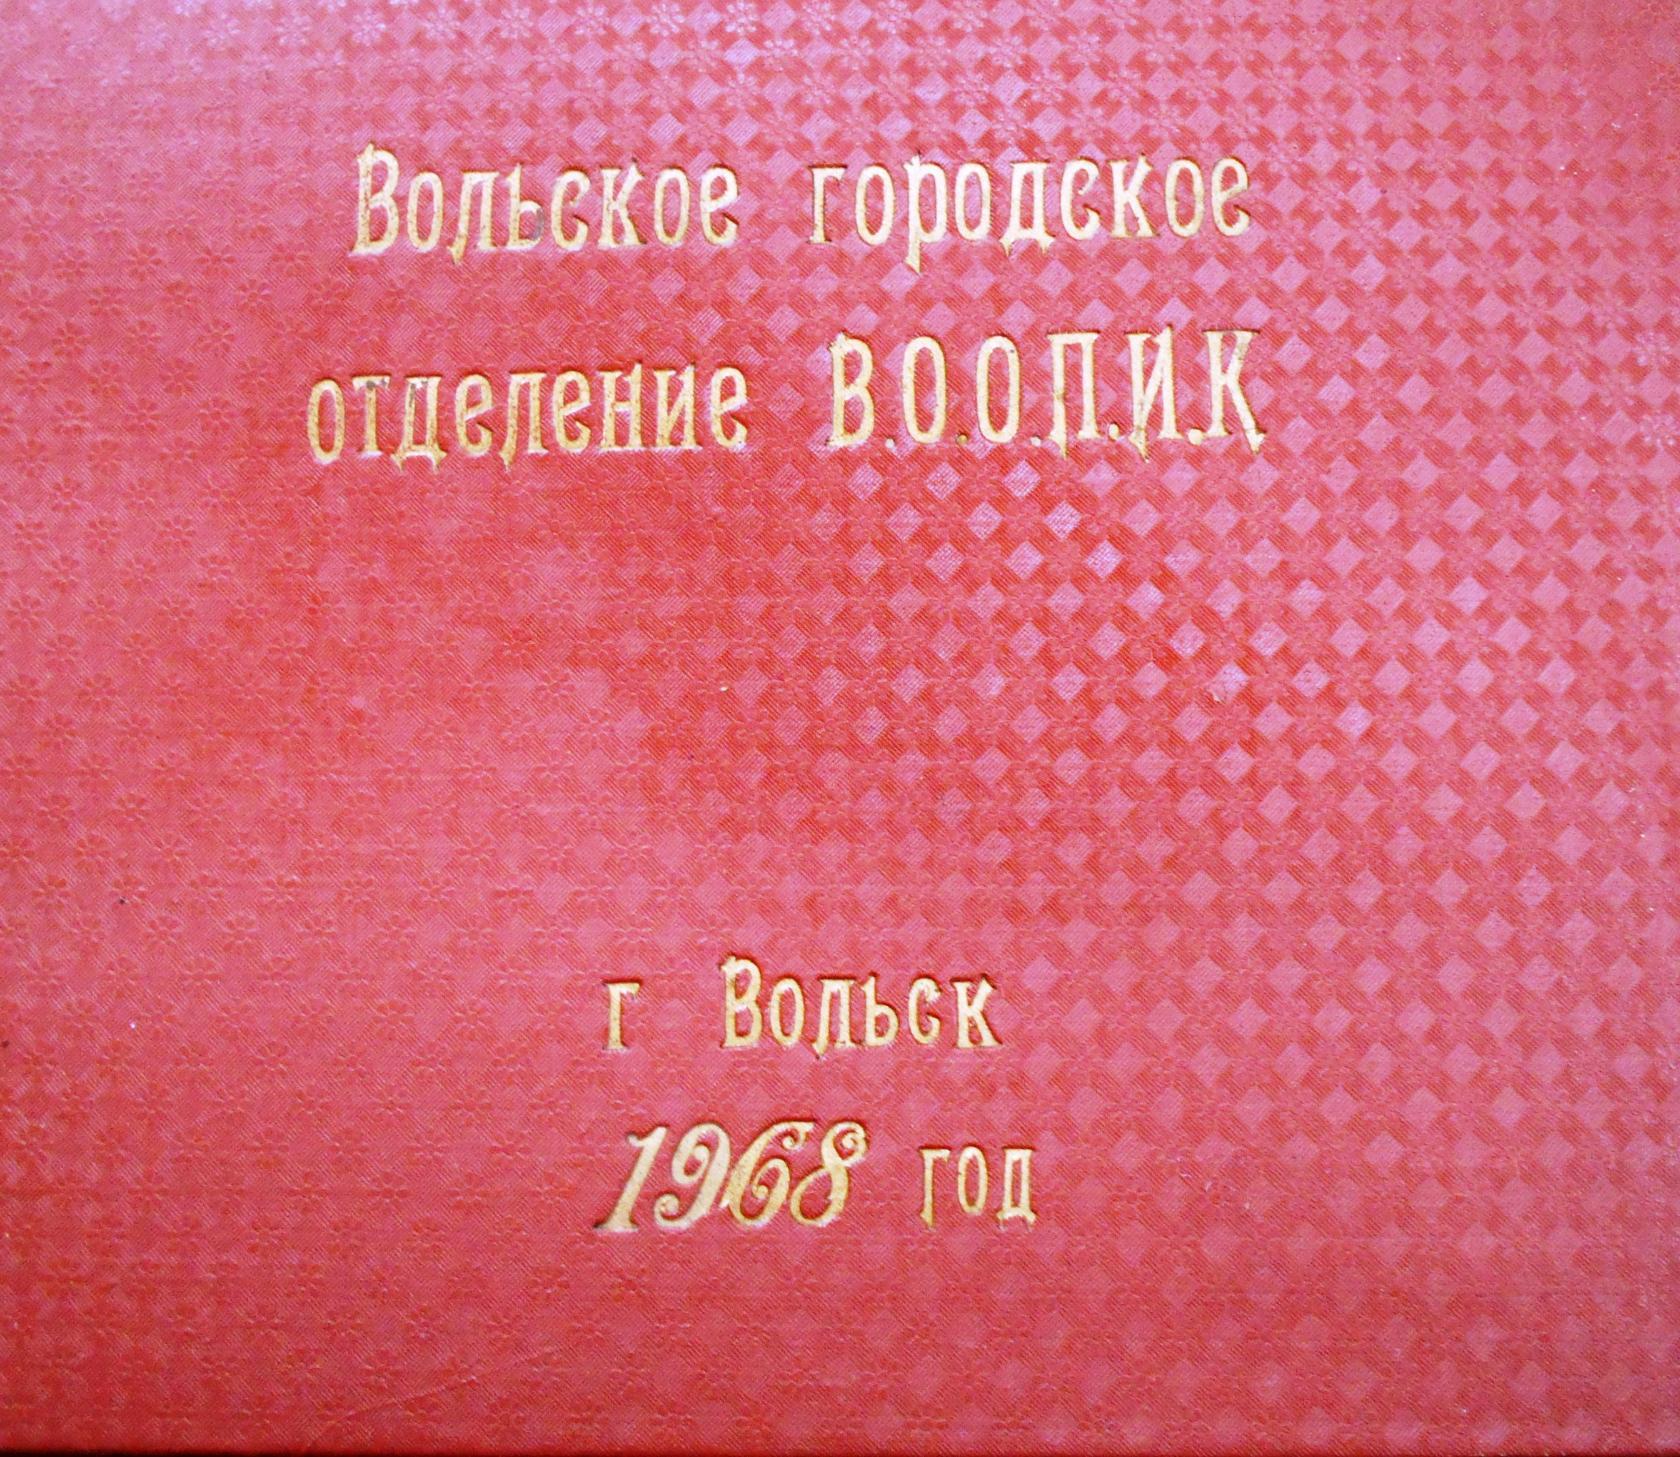 Вольское городское
отделение В.О.О.П.И.К
г Вольск
1968 год